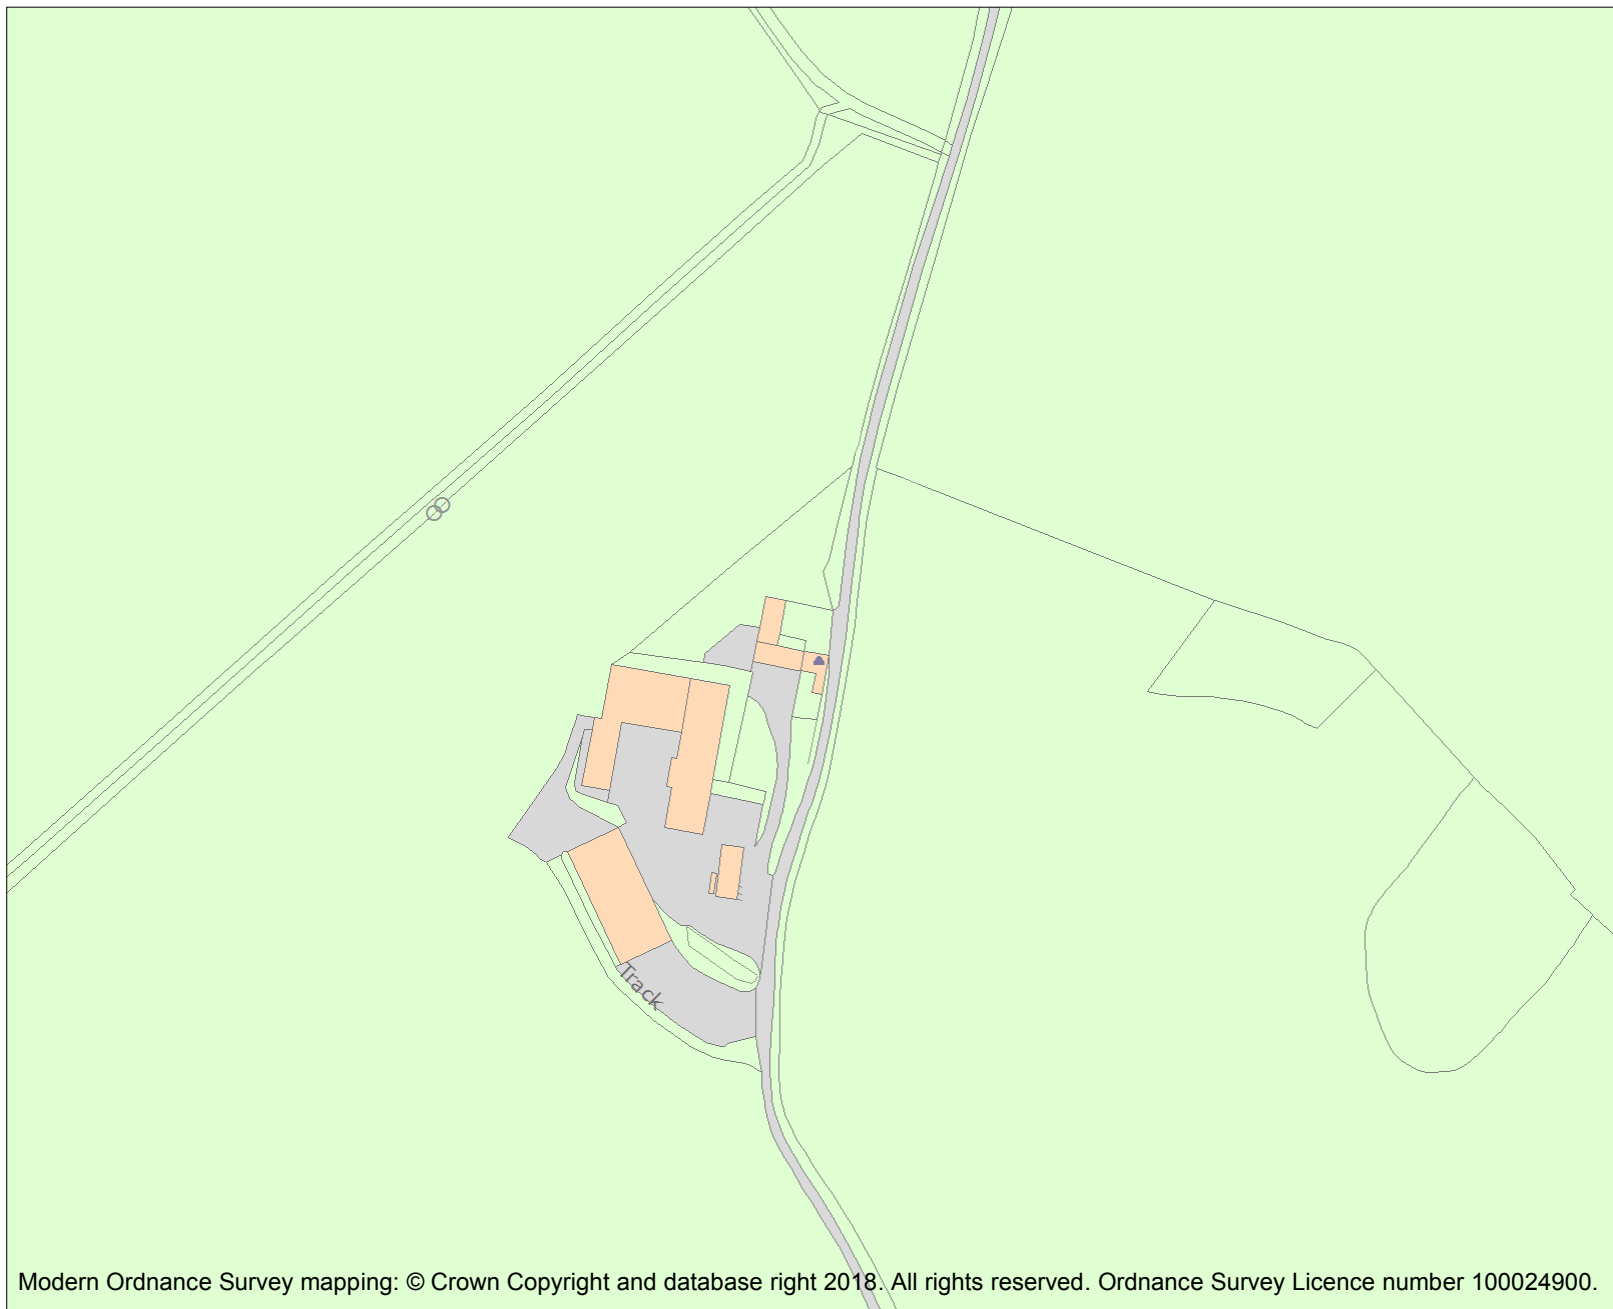 Track
Modern Ordnance Survey mapping: © Crown Copyright and database right 2018. All rights reserved. Ordnance Survey Licence number 100024900.